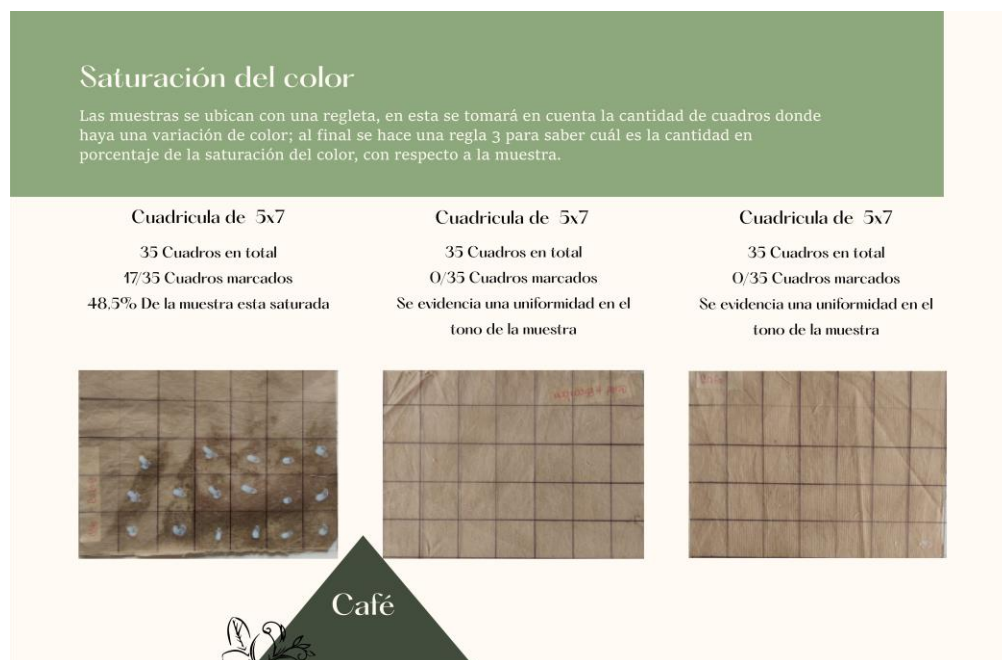 Saturación del color
Las muestras se ubican con una regleta, en esta se tomará en cuenta la cantidad de cuadros donde
haya una variación de color; al final se hace una regla 3 para saber cuál es la cantidad en
porcentaje de la saturación del color, con respecto a la muestra.
Cuadricula de 5x7
35 Cuadros en total
17/35 Cuadros marcados
48,5% De la muestra esta saturada
Cuadricula de 5x7
35 Cuadros en total
0/35 Cuadros marcados
Se evidencia una uniformidad en el
tono de la muestra
Cuadricula de 5x7
35 Cuadros en total
0/35 Cuadros marcados
Se evidencia una uniformidad en el
tono de la muestra
Café